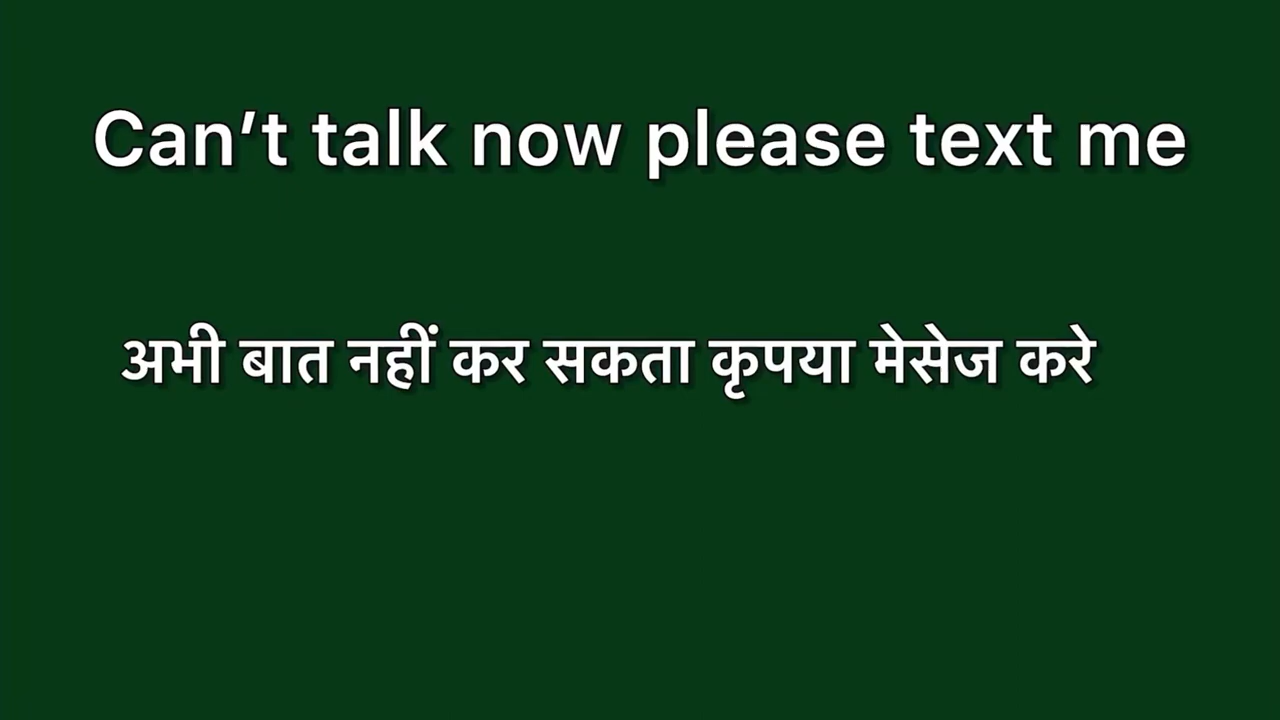 Can’t talk now please text me
अभी बात नहीं कर सकता कृपया मेसेज करे